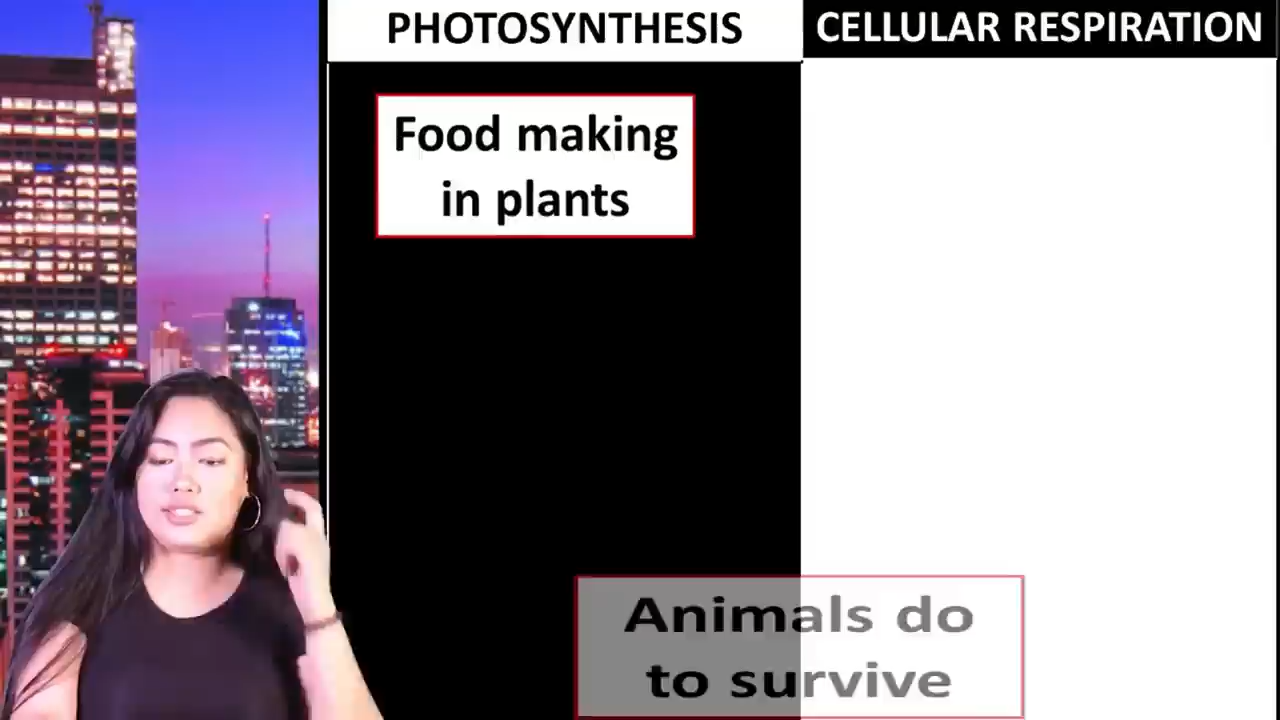 PHOTOSYNTHESIS
CELLULAR RESPIRATION
Food making
in plants
Animals do
to survive